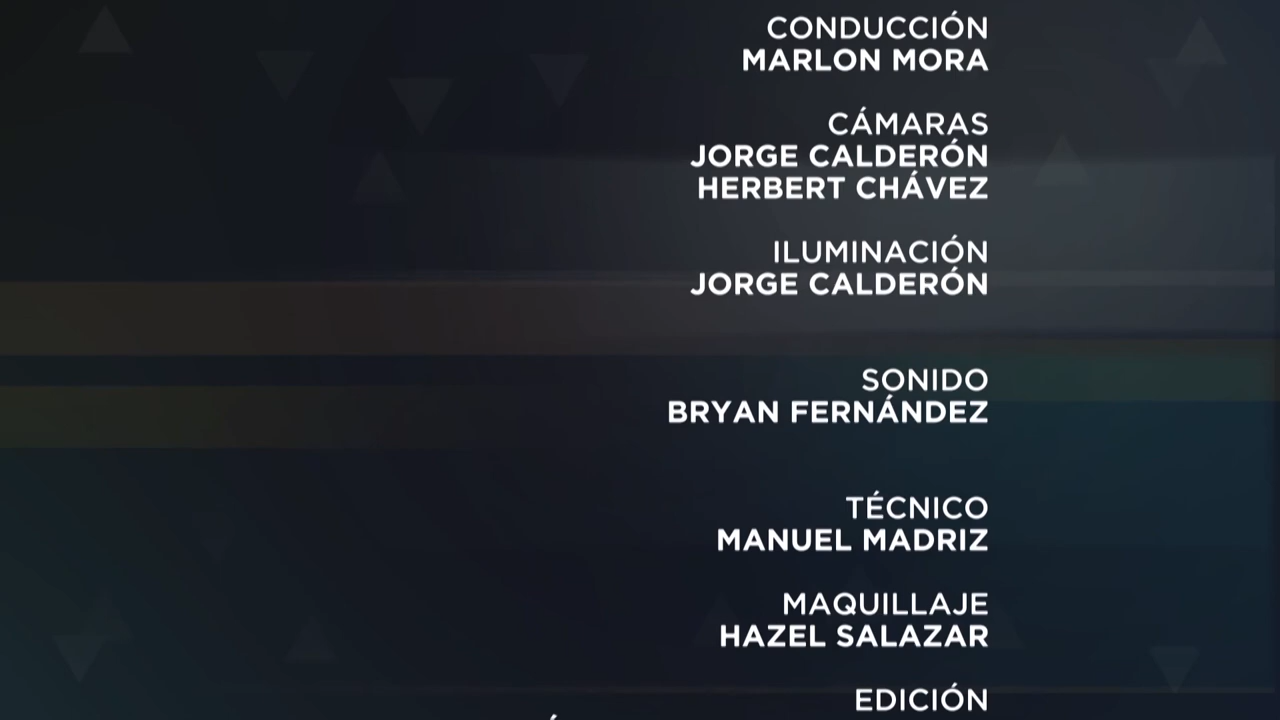 CONDUCCIÓN
MARLON MORA
CÁMARAS
JORGE CALDERÓN
HERBERT CHÁVEZ
ILUMINACIÓN
JORGE CALDERÓN
SONIDO
BRYAN FERNÁNDEZ
TÉCNICO
MANUEL MADRIZ
MAQUILLAJE
HAZEL SALAZAR
EDICIÓN